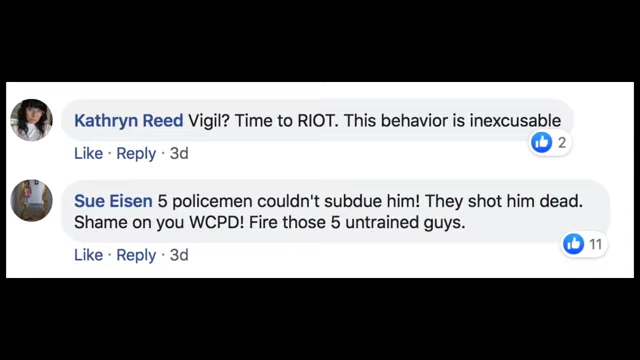 Kathryn Reed Vigil? Time to RIOT. This behavior is inexcusable
2
Like · Reply · 3d
Sue Eisen 5 policemen couldn't subdue him! They shot him dead.
Shame on you WCPD! Fire those 5 untrained guys.
11
Like · Reply · 3d